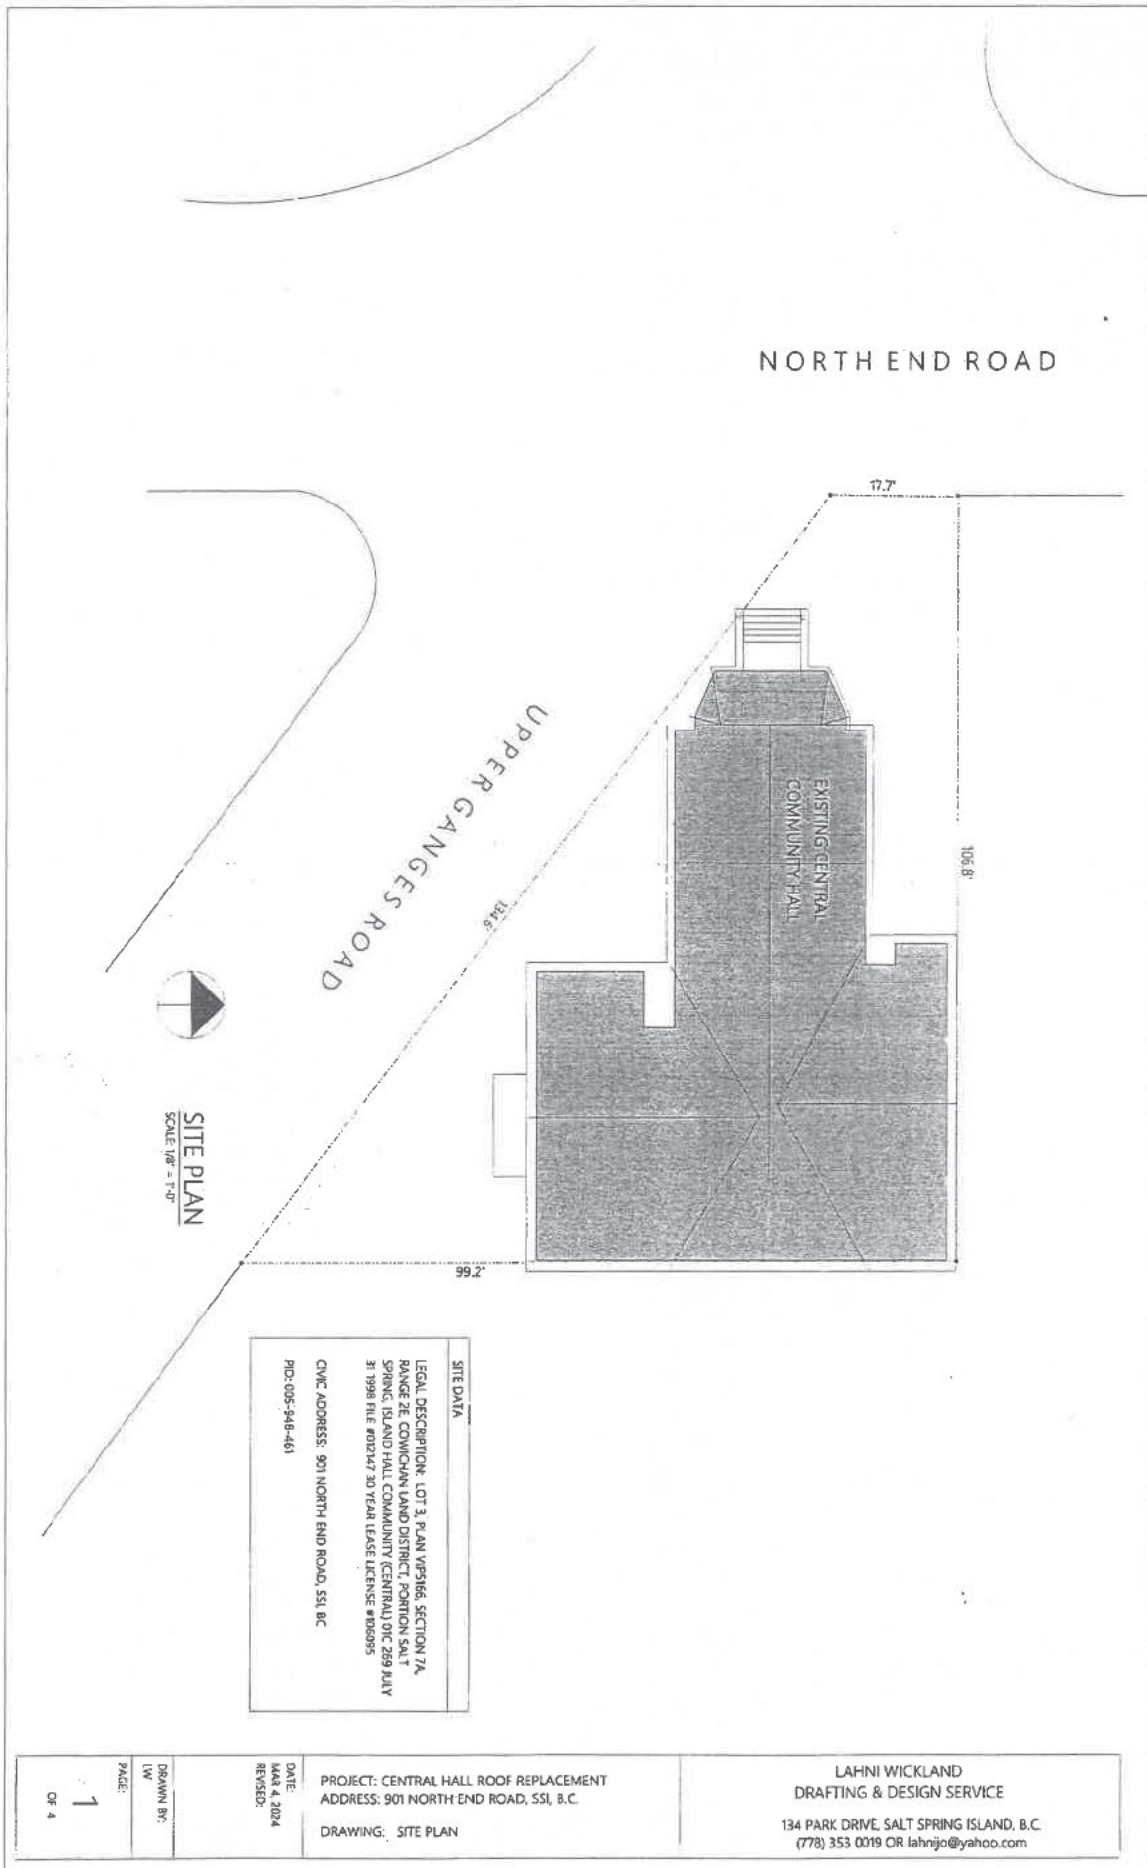 NORTH END ROAD
17.7'
UPPER GANGES ROAD
EXISTING CENTRAL
COMMUNITY HALL
106.8'
134.6'
99.2'
SITE PLAN
SCALE: 1/8" = 1'-0"
SITE DATA
LEGAL DESCRIPTION: LOT 3, PLAN VIP5166, SECTION 7A,
RANGE 2E, COWICHAN LAND DISTRICT, PORTION SALT
SPRING, ISLAND HALL COMMUNITY (CENTRAL) OIC 269 JULY
31 1998 FILE #012147 30 YEAR LEASE LICENSE #106095
CIVIC ADDRESS: 901 NORTH END ROAD, SSI, BC
PID: 005-948-461
LAHNI WICKLAND
DRAFTING & DESIGN SERVICE
134 PARK DRIVE, SALT SPRING ISLAND, B.C.
(778) 353 0019 OR lahnijo@yahoo.com
PROJECT: CENTRAL HALL ROOF REPLACEMENT
ADDRESS: 901 NORTH END ROAD, SSI, B.C.
DRAWING: SITE PLAN
DATE:
MAR 4, 2024
REVISED:
DRAWN BY:
LW
PAGE:
1
OF 4